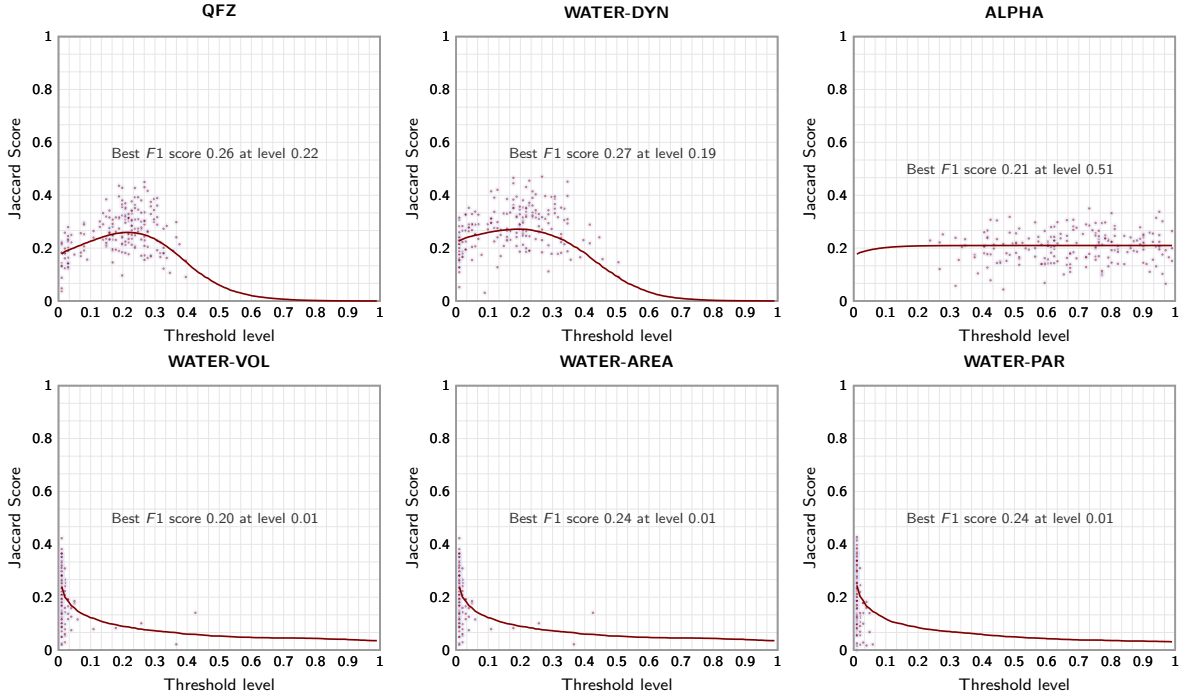 QFZ
Jaccard Score
1
0.8
0.6
0.4
0.2
0
Best F1 score 0.26 at level 0.22
0 0.1 0.2 0.3 0.4 0.5 0.6 0.7 0.8 0.9 1
Threshold level
WATER-DYN
Jaccard Score
1
0.8
0.6
0.4
0.2
0
Best F1 score 0.27 at level 0.19
0 0.1 0.2 0.3 0.4 0.5 0.6 0.7 0.8 0.9 1
Threshold level
ALPHA
Jaccard Score
1
0.8
0.6
0.4
0.2
0
Best F1 score 0.21 at level 0.51
0 0.1 0.2 0.3 0.4 0.5 0.6 0.7 0.8 0.9 1
Threshold level
WATER-VOL
Jaccard Score
1
0.8
0.6
0.4
0.2
0
Best F1 score 0.20 at level 0.01
0 0.1 0.2 0.3 0.4 0.5 0.6 0.7 0.8 0.9 1
Threshold level
WATER-AREA
Jaccard Score
1
0.8
0.6
0.4
0.2
0
Best F1 score 0.24 at level 0.01
0 0.1 0.2 0.3 0.4 0.5 0.6 0.7 0.8 0.9 1
Threshold level
WATER-PAR
Jaccard Score
1
0.8
0.6
0.4
0.2
0
Best F1 score 0.24 at level 0.01
0 0.1 0.2 0.3 0.4 0.5 0.6 0.7 0.8 0.9 1
Threshold level